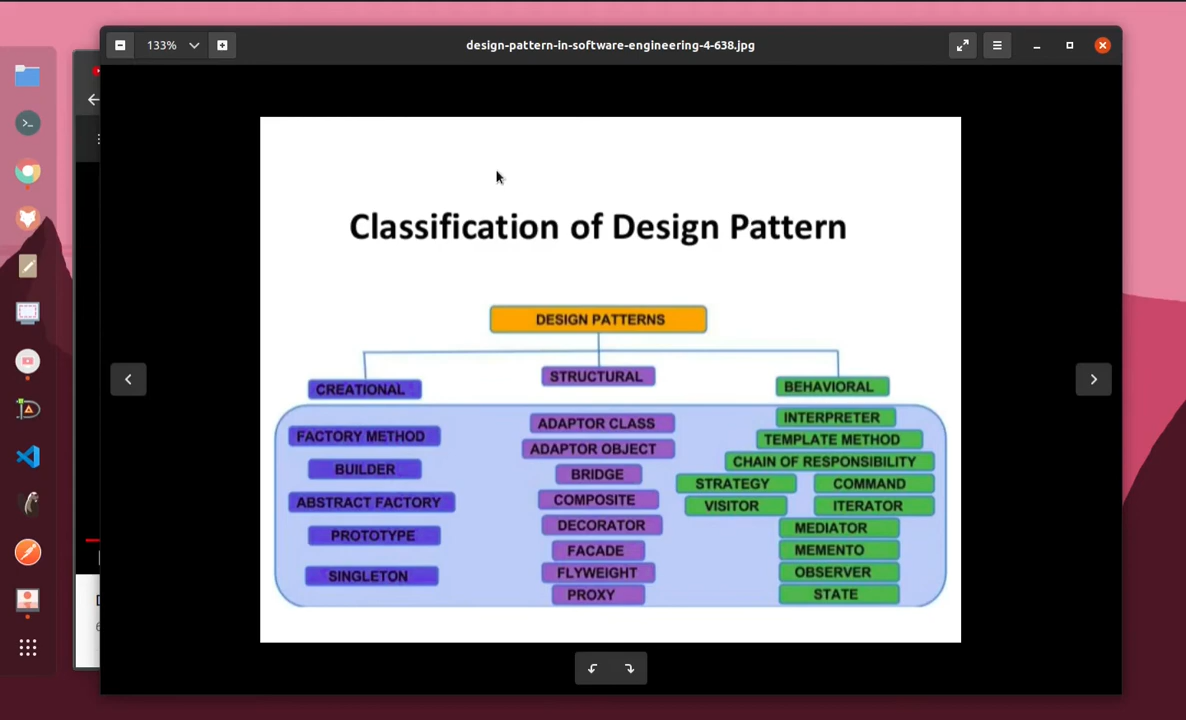 133%
design-pattern-in-software-engineering-4-638.jpg
Classification of Design Pattern
DESIGN PATTERNS
CREATIONAL
FACTORY METHOD
BUILDER
ABSTRACT FACTORY
PROTOTYPE
SINGLETON
STRUCTURAL
ADAPTOR CLASS
ADAPTOR OBJECT
BRIDGE
COMPOSITE
DECORATOR
FACADE
FLYWEIGHT
PROXY
BEHAVIORAL
INTERPRETER
TEMPLATE METHOD
CHAIN OF RESPONSIBILITY
STRATEGY COMMAND
VISITOR ITERATOR
MEDIATOR
MEMENTO
OBSERVER
STATE